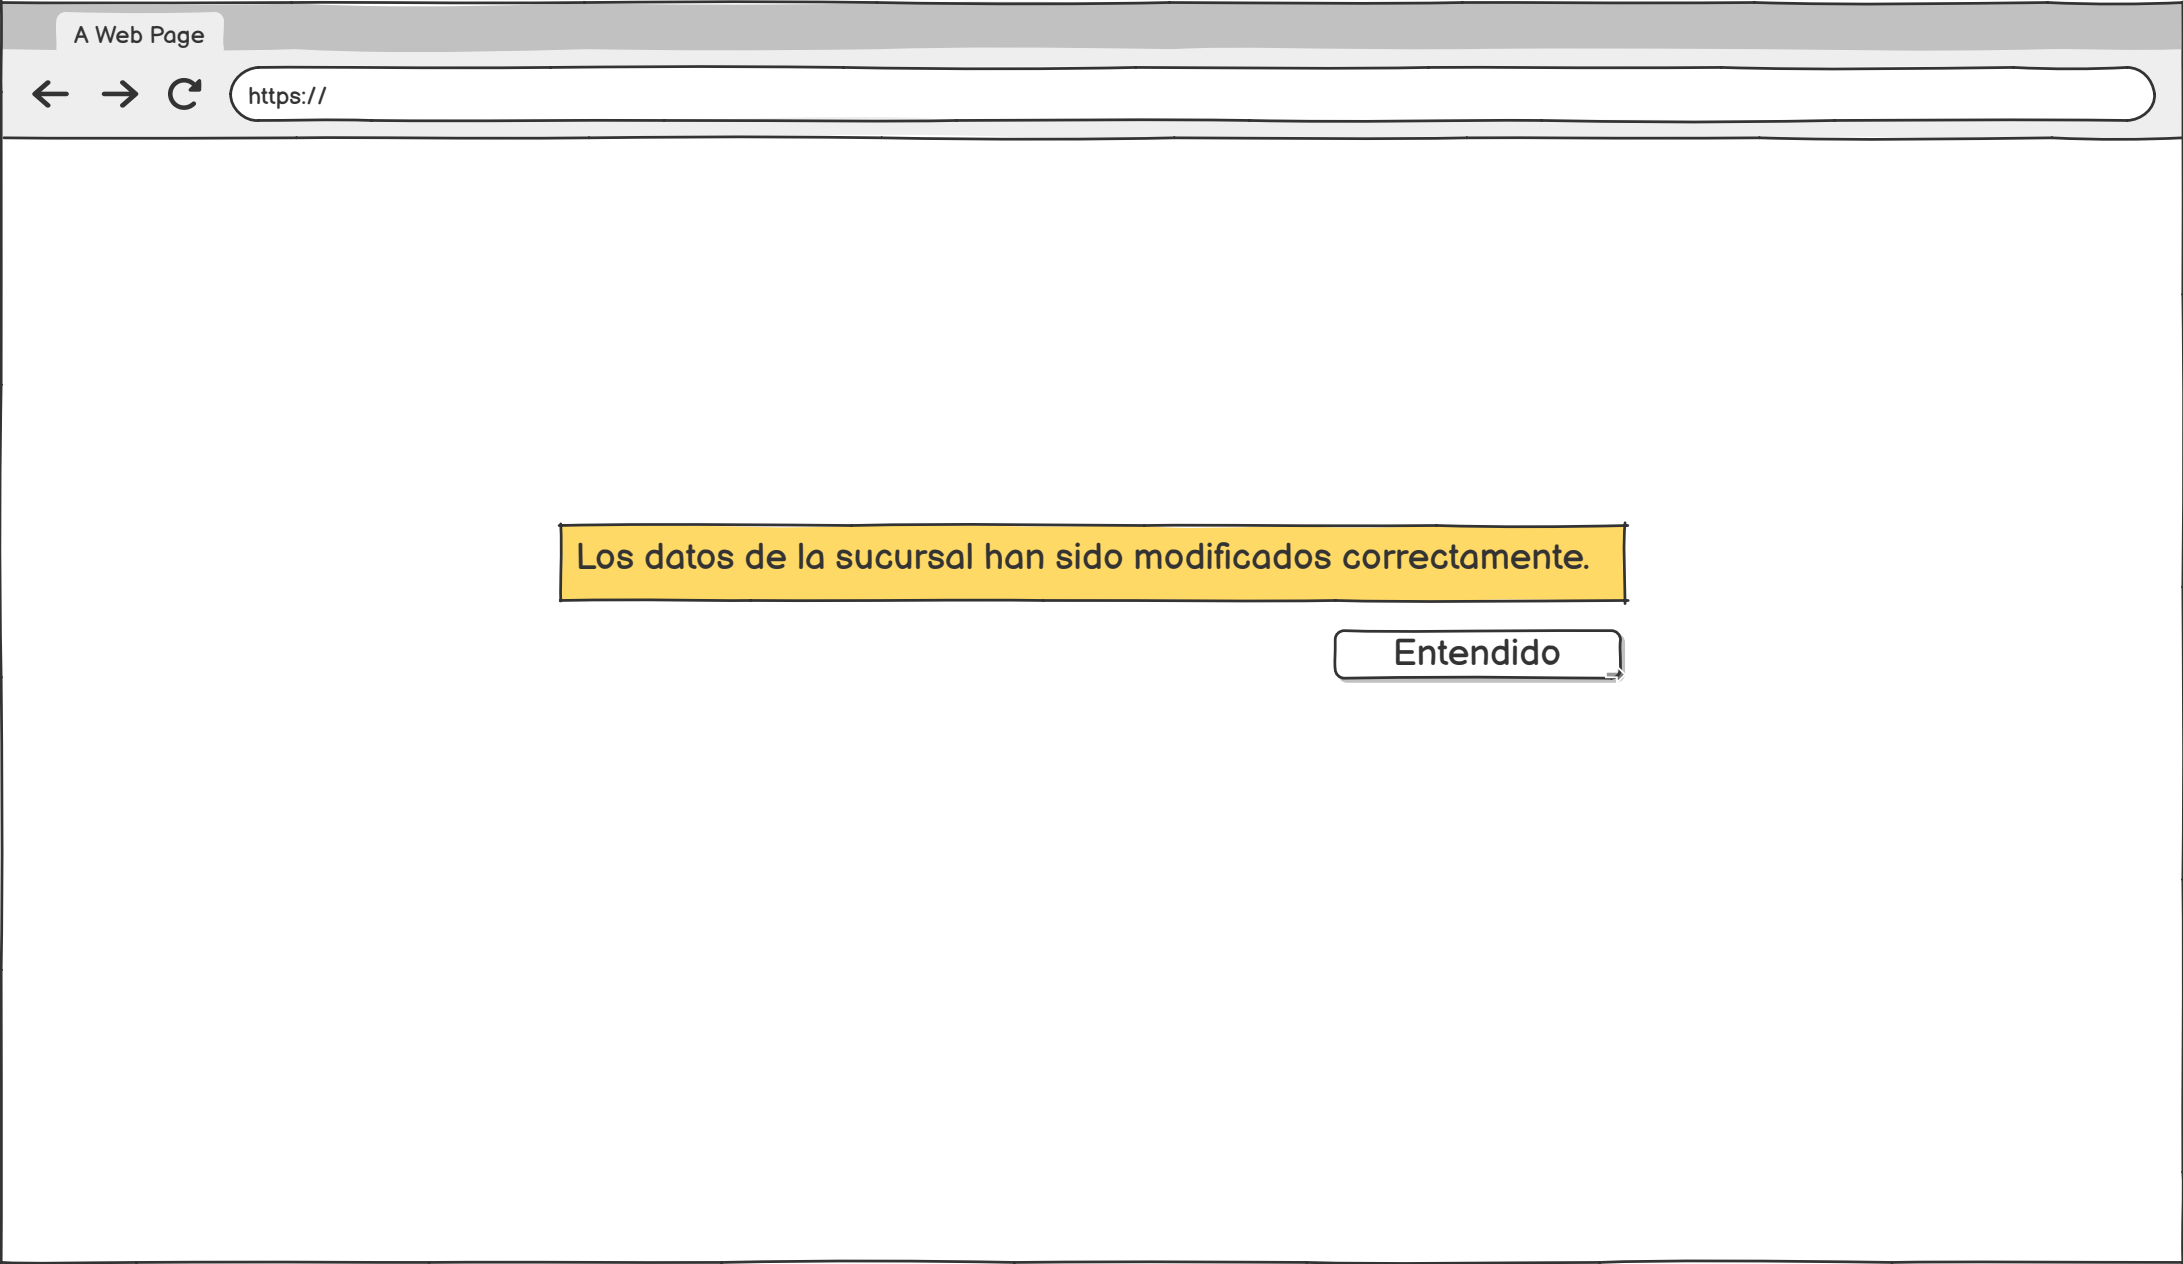 A Web Page
https://
Los datos de la sucursal han sido modificados correctamente.
Entendido